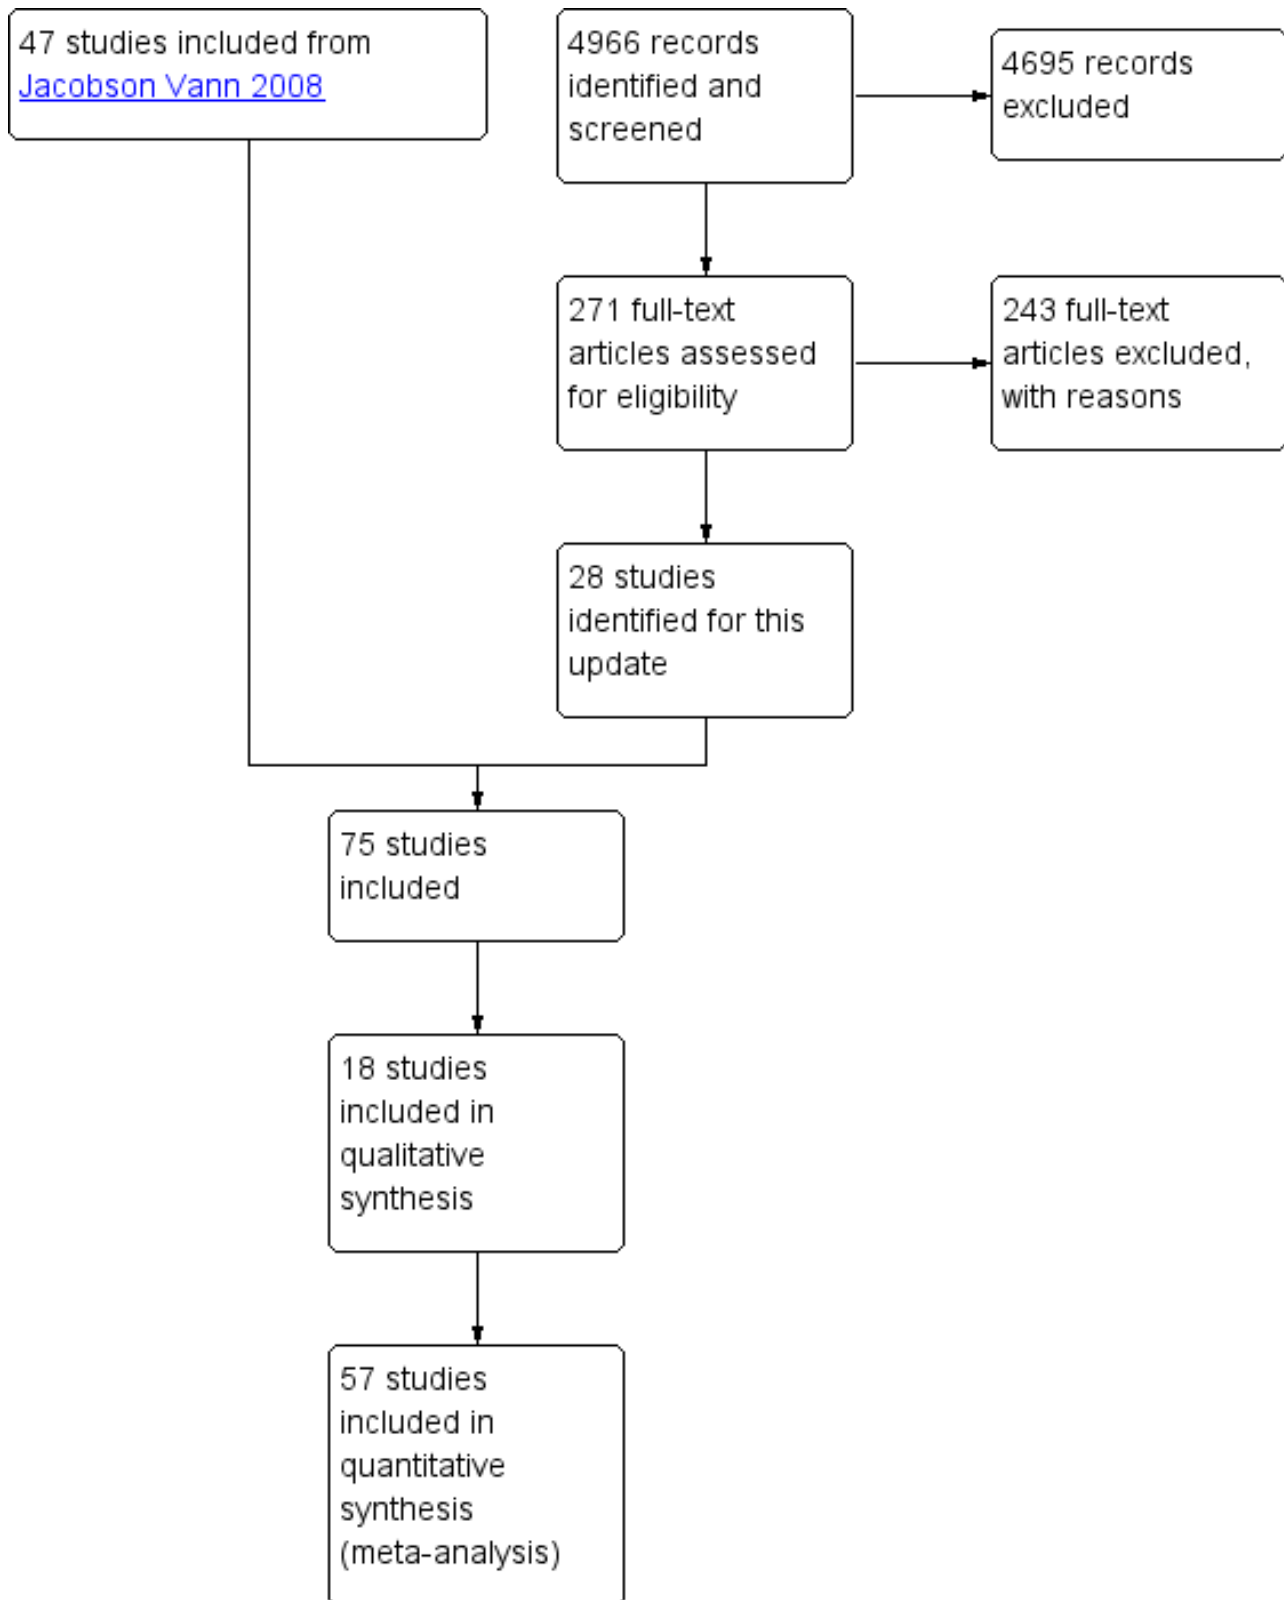 47 studies included from
Jacobson Vann 2008
4966 records
identified and
screened
4695 records
excluded
271 full-text
articles assessed
for eligibility
243 full-text
articles excluded,
with reasons
28 studies
identified for this
update
75 studies
included
18 studies
included in
qualitative
synthesis
57 studies
included in
quantitative
synthesis
(meta-analysis)